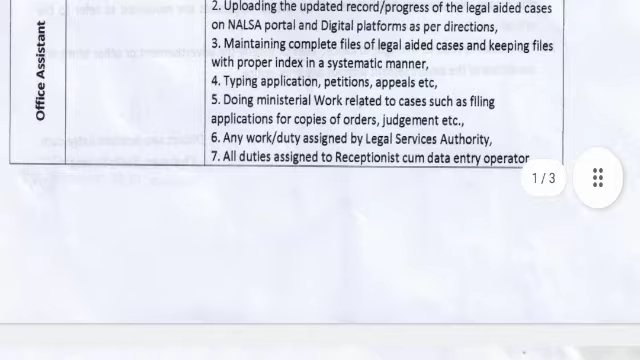 2. Uploading the updated record/progress of the legal aided cases
on NALSA portal and Digital platforms as per directions,
3. Maintaining complete files of legal aided cases and keeping files
with proper index in a systematic manner,
4. Typing application, petitions, appeals etc,
5. Doing ministerial Work related to cases such as filing
applications for copies of orders, judgement etc.,
6. Any work/duty assigned by Legal Services Authority,
7. All duties assigned to Receptionist cum data entry operator
Office Assistant
1/3